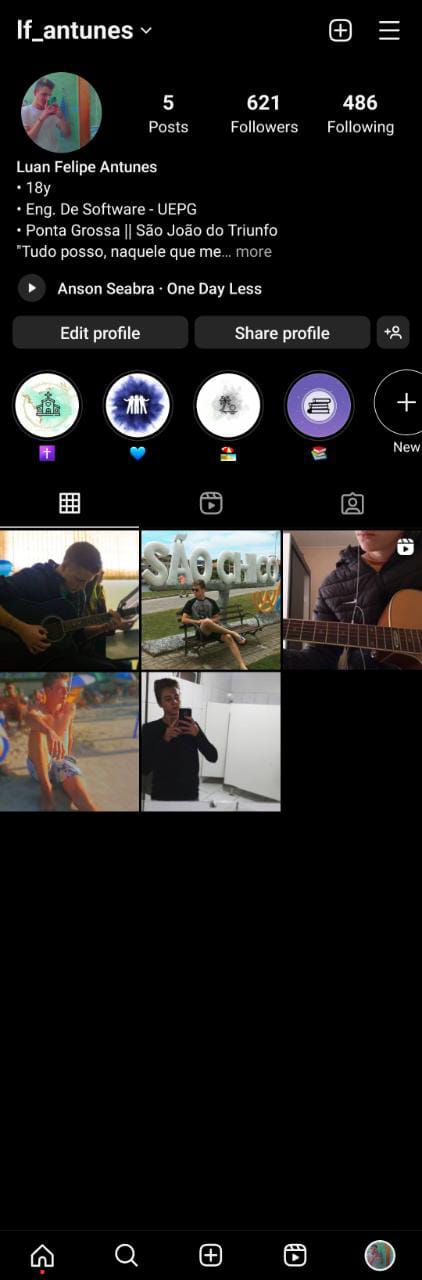 lf_antunes
5
621
486
Posts
Followers
Following
Luan Felipe Antunes
• 18y
• Eng. De Software - UEPG
• Ponta Grossa || São João do Triunfo
"Tudo posso, naquele que me... more
Anson Seabra · One Day Less
Edit profile
Share profile
New
SÃO CHICO